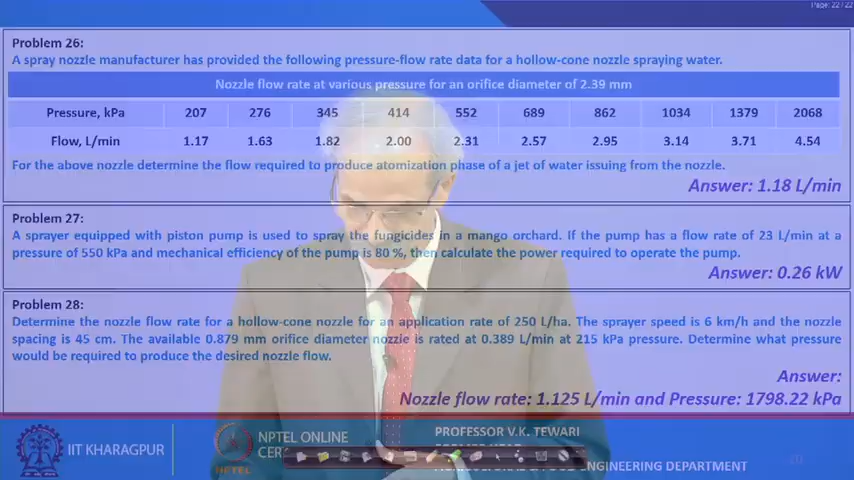 Page: 22 / 22
Problem 26:
A spray nozzle manufacturer has provided the following pressure-flow rate data for a hollow-cone nozzle spraying water.
Nozzle flow rate at various pressure for an orifice diameter of 2.39 mm
Pressure, kPa 207 276 345 414 552 689 862 1034 1379 2068
Flow, L/min 1.17 1.63 1.82 2.00 2.31 2.57 2.95 3.14 3.71 4.54
For the above nozzle determine the flow required to produce atomization phase of a jet of water issuing from the nozzle.
Answer: 1.18 L/min
Problem 27:
A sprayer equipped with piston pump is used to spray the fungicides in a mango orchard. If the pump has a flow rate of 23 L/min at a
pressure of 550 kPa and mechanical efficiency of the pump is 80 %, then calculate the power required to operate the pump.
Answer: 0.26 kW
Problem 28:
Determine the nozzle flow rate for a hollow-cone nozzle for an application rate of 250 L/ha. The sprayer speed is 6 km/h and the nozzle
spacing is 45 cm. The available 0.879 mm orifice diameter nozzle is rated at 0.389 L/min at 215 kPa pressure. Determine what pressure
would be required to produce the desired nozzle flow.
Answer:
Nozzle flow rate: 1.125 L/min and Pressure: 1798.22 kPa
IIT KHARAGPUR
NPTEL
NPTEL ONLINE
PROFESSOR V.K. TEWARI
ENGINEERING DEPARTMENT